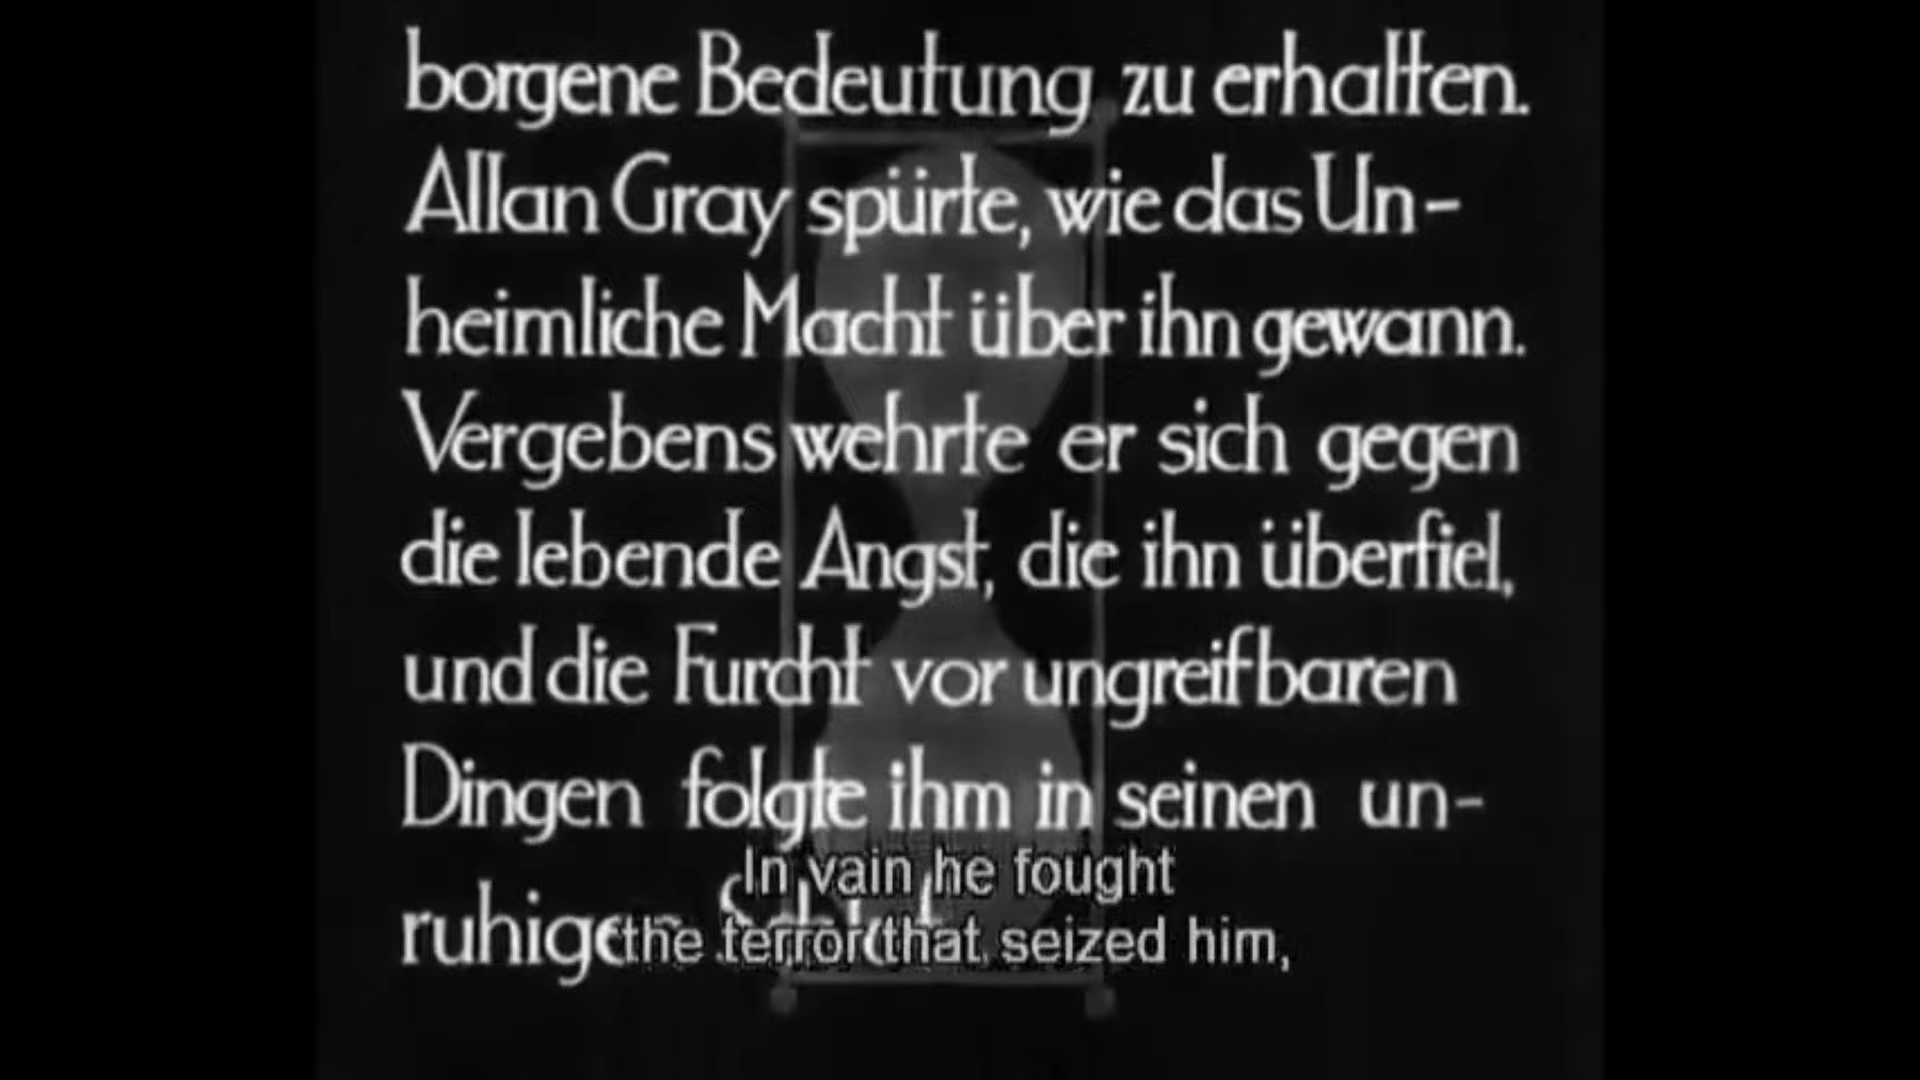 borgene Bedeutung zu erhalten.
Allan Gray spürte, wie das Un-
heimliche Macht über ihn gewann.
Vergebens wehrte er sich gegen
die lebende Angst, die ihn überfiel,
und die Furcht vor ungreifbaren
Dingen folgte ihm in seinen un-
In vain he fought
the terror that seized him,